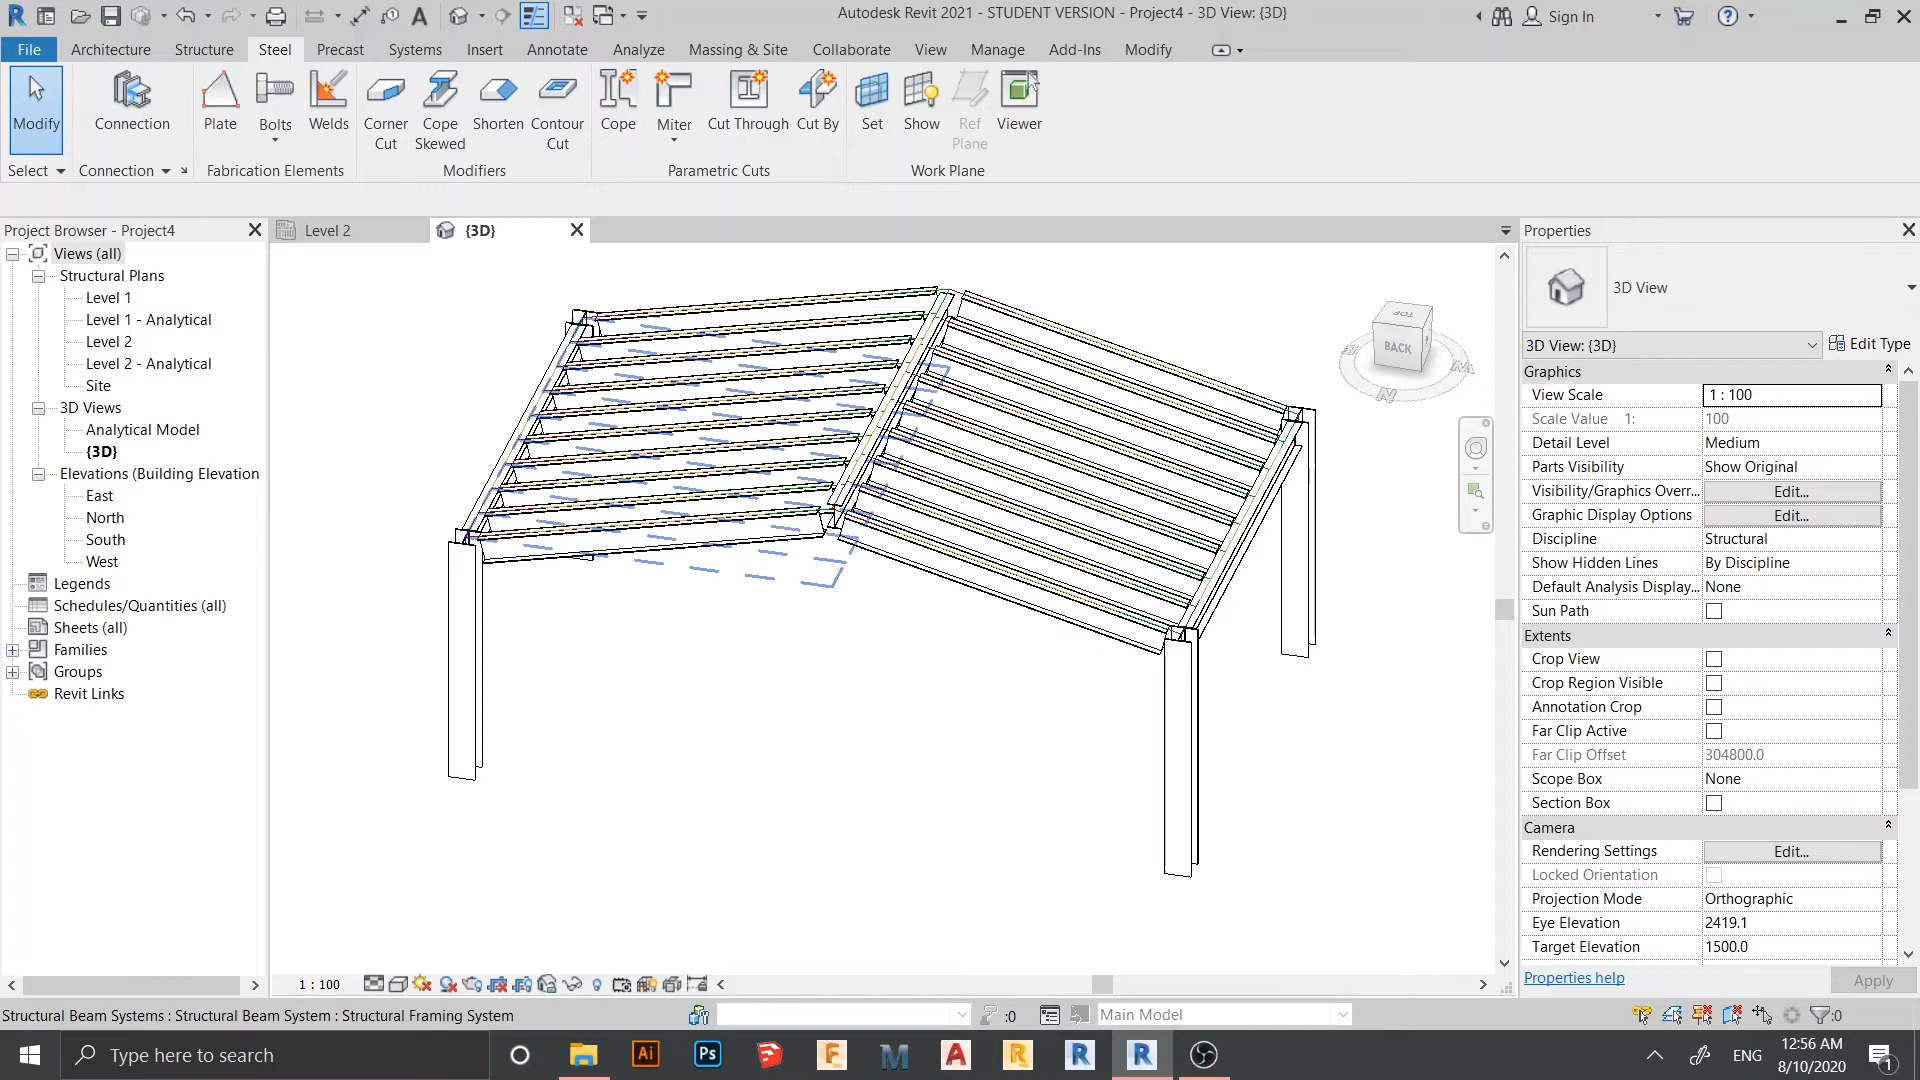 Autodesk Revit 2021 - STUDENT VERSION - Project4 - 3D View: {3D}
Sign In
File Architecture Structure Steel Precast Systems Insert Annotate Analyze Massing & Site Collaborate View Manage Add-Ins Modify
Modify
Connection
Plate
Bolts
Welds
Corner Cut
Cope Skewed
Shorten
Contour Cut
Cope
Miter
Cut Through
Cut By
Set
Show
Ref Plane
Viewer
Select
Connection
Fabrication Elements
Modifiers
Parametric Cuts
Work Plane
Project Browser - Project4
Views (all)
Structural Plans
Level 1
Level 1 - Analytical
Level 2
Level 2 - Analytical
Site
3D Views
Analytical Model
{3D}
Elevations (Building Elevation
East
North
South
West
Legends
Schedules/Quantities (all)
Sheets (all)
Families
Groups
Revit Links
Level 2
{3D}
TOP
BACK
N
Properties
3D View
3D View: {3D}
Edit Type
Graphics
View Scale 1 : 100
Scale Value 1: 100
Detail Level Medium
Parts Visibility Show Original
Visibility/Graphics Overr... Edit...
Graphic Display Options Edit...
Discipline Structural
Show Hidden Lines By Discipline
Default Analysis Display... None
Sun Path
Extents
Crop View
Crop Region Visible
Annotation Crop
Far Clip Active
Far Clip Offset 304800.0
Scope Box None
Section Box
Camera
Rendering Settings Edit...
Locked Orientation
Projection Mode Orthographic
Eye Elevation 2419.1
Target Elevation 1500.0
Properties help
Apply
1 : 100
Structural Beam Systems : Structural Beam System : Structural Framing System
:0
Main Model
:0
Type here to search
Ai
Ps
ENG
12:56 AM
8/10/2020
1